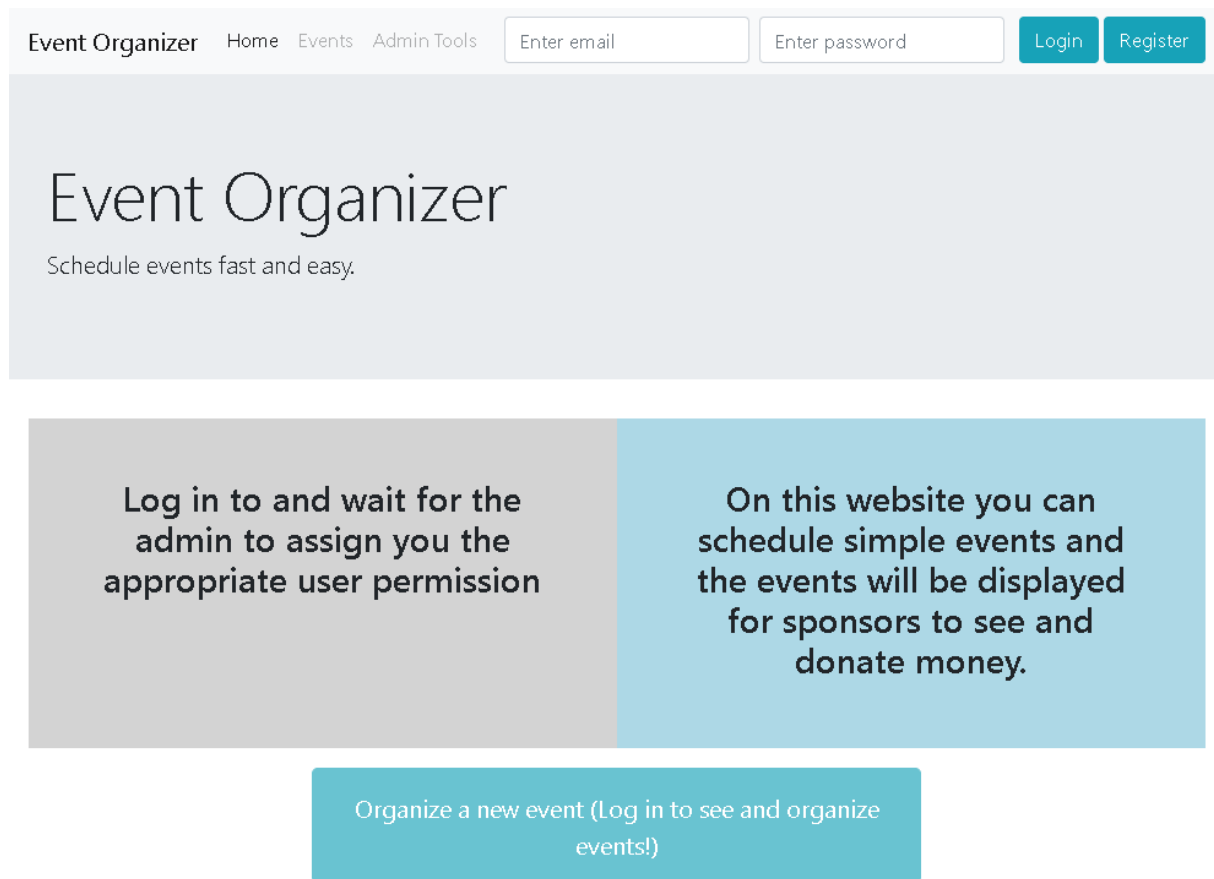 Event Organizer Home Events Admin Tools Enter email Enter password Login Register
Event Organizer
Schedule events fast and easy.
Log in to and wait for the
admin to assign you the
appropriate user permission
On this website you can
schedule simple events and
the events will be displayed
for sponsors to see and
donate money.
Organize a new event (Log in to see and organize
events!)